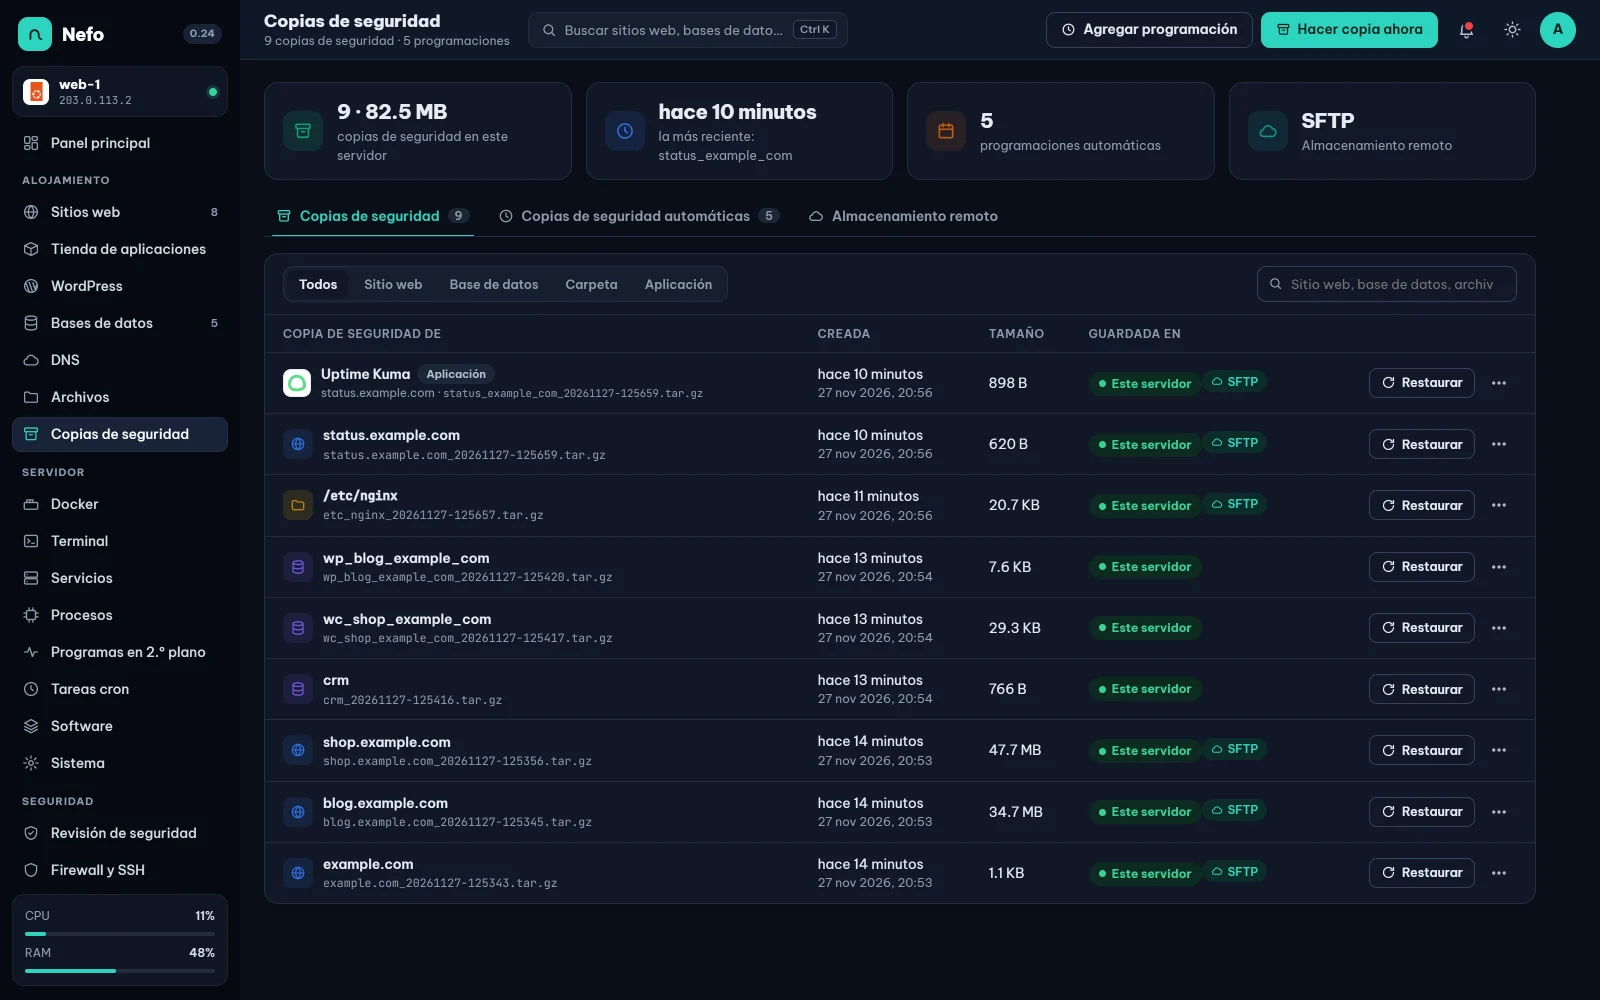 Nefo
0.24
web-1
203.0.113.2
Panel principal
ALOJAMIENTO
Sitios web 8
Tienda de aplicaciones
WordPress
Bases de datos 5
DNS
Archivos
Copias de seguridad
SERVIDOR
Docker
Terminal
Servicios
Procesos
Programas en 2.º plano
Tareas cron
Software
Sistema
SEGURIDAD
Revisión de seguridad
Firewall y SSH
CPU 11%
RAM 48%
Copias de seguridad
9 copias de seguridad · 5 programaciones
Buscar sitios web, bases de dato... Ctrl K
Agregar programación
Hacer copia ahora
A
9 · 82.5 MB
copias de seguridad en este
servidor
hace 10 minutos
la más reciente:
status_example_com
5
programaciones automáticas
SFTP
Almacenamiento remoto
Copias de seguridad 9
Copias de seguridad automáticas 5
Almacenamiento remoto
Todos Sitio web Base de datos Carpeta Aplicación
Sitio web, base de datos, archiv
COPIA DE SEGURIDAD DE CREADA TAMAÑO GUARDADA EN
Uptime Kuma Aplicación
status.example.com · status_example_com_20261127-125659.tar.gz
hace 10 minutos
27 nov 2026, 20:56
898 B
Este servidor SFTP
Restaurar
status.example.com
status.example.com_20261127-125659.tar.gz
hace 10 minutos
27 nov 2026, 20:56
620 B
Este servidor SFTP
Restaurar
/etc/nginx
etc_nginx_20261127-125657.tar.gz
hace 11 minutos
27 nov 2026, 20:56
20.7 KB
Este servidor SFTP
Restaurar
wp_blog_example_com
wp_blog_example_com_20261127-125420.tar.gz
hace 13 minutos
27 nov 2026, 20:54
7.6 KB
Este servidor
Restaurar
wc_shop_example_com
wc_shop_example_com_20261127-125417.tar.gz
hace 13 minutos
27 nov 2026, 20:54
29.3 KB
Este servidor
Restaurar
crm
crm_20261127-125416.tar.gz
hace 13 minutos
27 nov 2026, 20:54
766 B
Este servidor
Restaurar
shop.example.com
shop.example.com_20261127-125356.tar.gz
hace 14 minutos
27 nov 2026, 20:53
47.7 MB
Este servidor SFTP
Restaurar
blog.example.com
blog.example.com_20261127-125345.tar.gz
hace 14 minutos
27 nov 2026, 20:53
34.7 MB
Este servidor SFTP
Restaurar
example.com
example.com_20261127-125343.tar.gz
hace 14 minutos
27 nov 2026, 20:53
1.1 KB
Este servidor SFTP
Restaurar